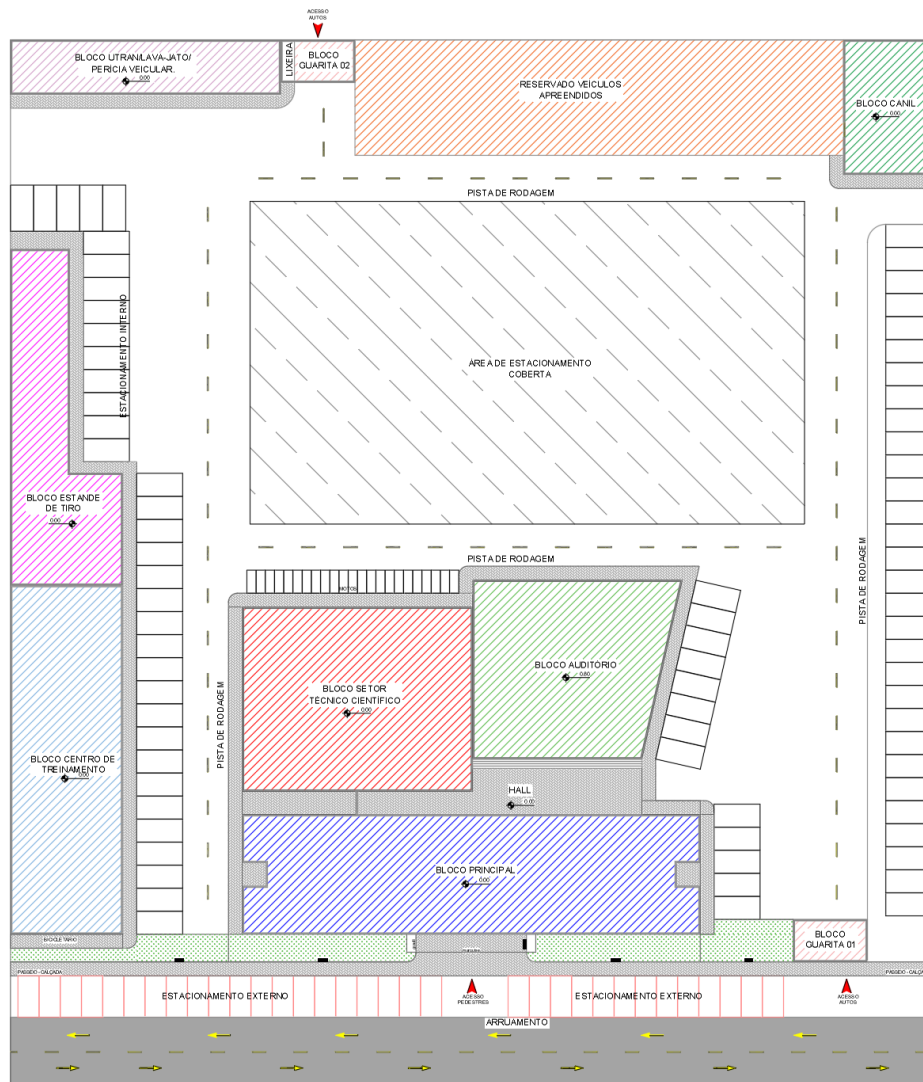 ACESSO
AUTOS
BLOCO UTRAN/LAVA-JATO/
PERÍCIA VEICULAR.
0.00
LIXEIRA
BLOCO
GUARITA 02
RESERVADO VEÍCULOS
APREENDIDOS
BLOCO CANIL
0.00
PISTA DE RODAGEM
ESTACIONAMENTO INTERNO
ÁREA DE ESTACIONAMENTO
COBERTA
BLOCO ESTANDE
DE TIRO
0.00
PISTA DE RODAGEM
PISTA DE RODAGEM
MOTOS
BLOCO AUDITÓRIO
0.00
BLOCO SETOR
TÉCNICO CIENTÍFICO
0.00
PISTA DE RODAGEM
BLOCO CENTRO DE
TREINAMENTO
0.00
HALL
0.00
BLOCO PRINCIPAL
0.00
BICICLETÁRIO
BLOCO
GUARITA 01
PASSEIO - CALÇADA
PASSEIO - CALÇADA
ESTACIONAMENTO EXTERNO
ACESSO
PEDESTRES
ESTACIONAMENTO EXTERNO
ACESSO
AUTOS
ARRUAMENTO